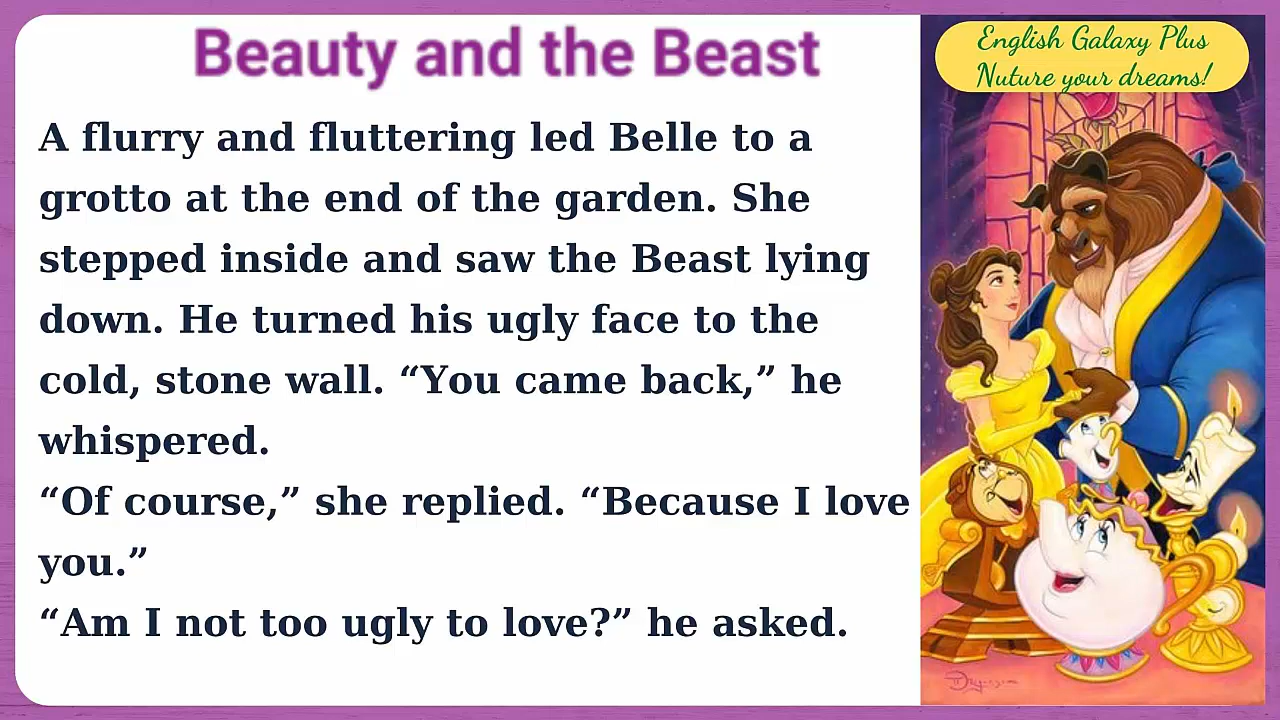 Beauty and the Beast
English Galaxy Plus
Nuture your dreams!
A flurry and fluttering led Belle to a
grotto at the end of the garden. She
stepped inside and saw the Beast lying
down. He turned his ugly face to the
cold, stone wall. “You came back,” he
whispered.
“Of course,” she replied. “Because I love
you.”
“Am I not too ugly to love?” he asked.